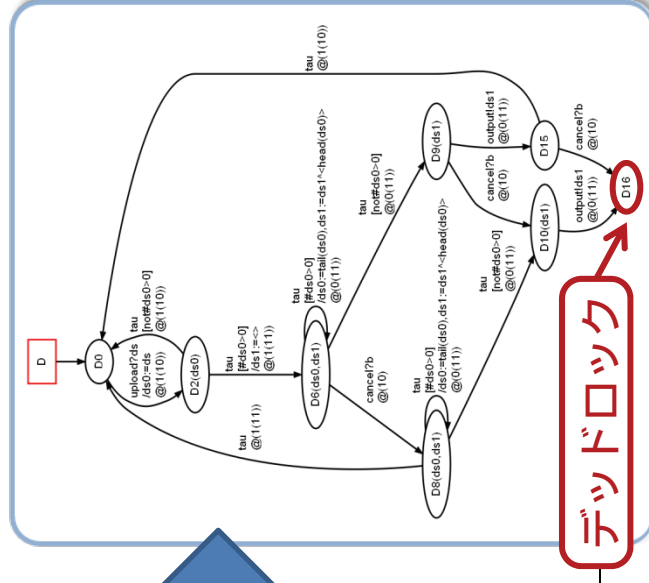 D
D0
upload?ds
/ds0:=ds
@(1(10))
tau
[not#ds0>0]
@(1(10))
D2(ds0)
tau
[#ds0>0]
/ds1:=<>
@(1(11))
tau
@(1(11))
tau
@(1(10))
D6(ds0,ds1)
tau
[#ds0>0]
/ds0:=tail(ds0),ds1:=ds1^<head(ds0)>
@(0(11))
cancel?b
@(10)
tau
[not#ds0>0]
@(0(11))
D8(ds0,ds1)
tau
[#ds0>0]
/ds0:=tail(ds0),ds1:=ds1^<head(ds0)>
@(0(11))
tau
[not#ds0>0]
@(0(11))
D9(ds1)
output!ds1
@(0(11))
cancel?b
@(10)
D10(ds1)
D15
output!ds1
@(0(11))
cancel?b
@(10)
D16
デッドロック